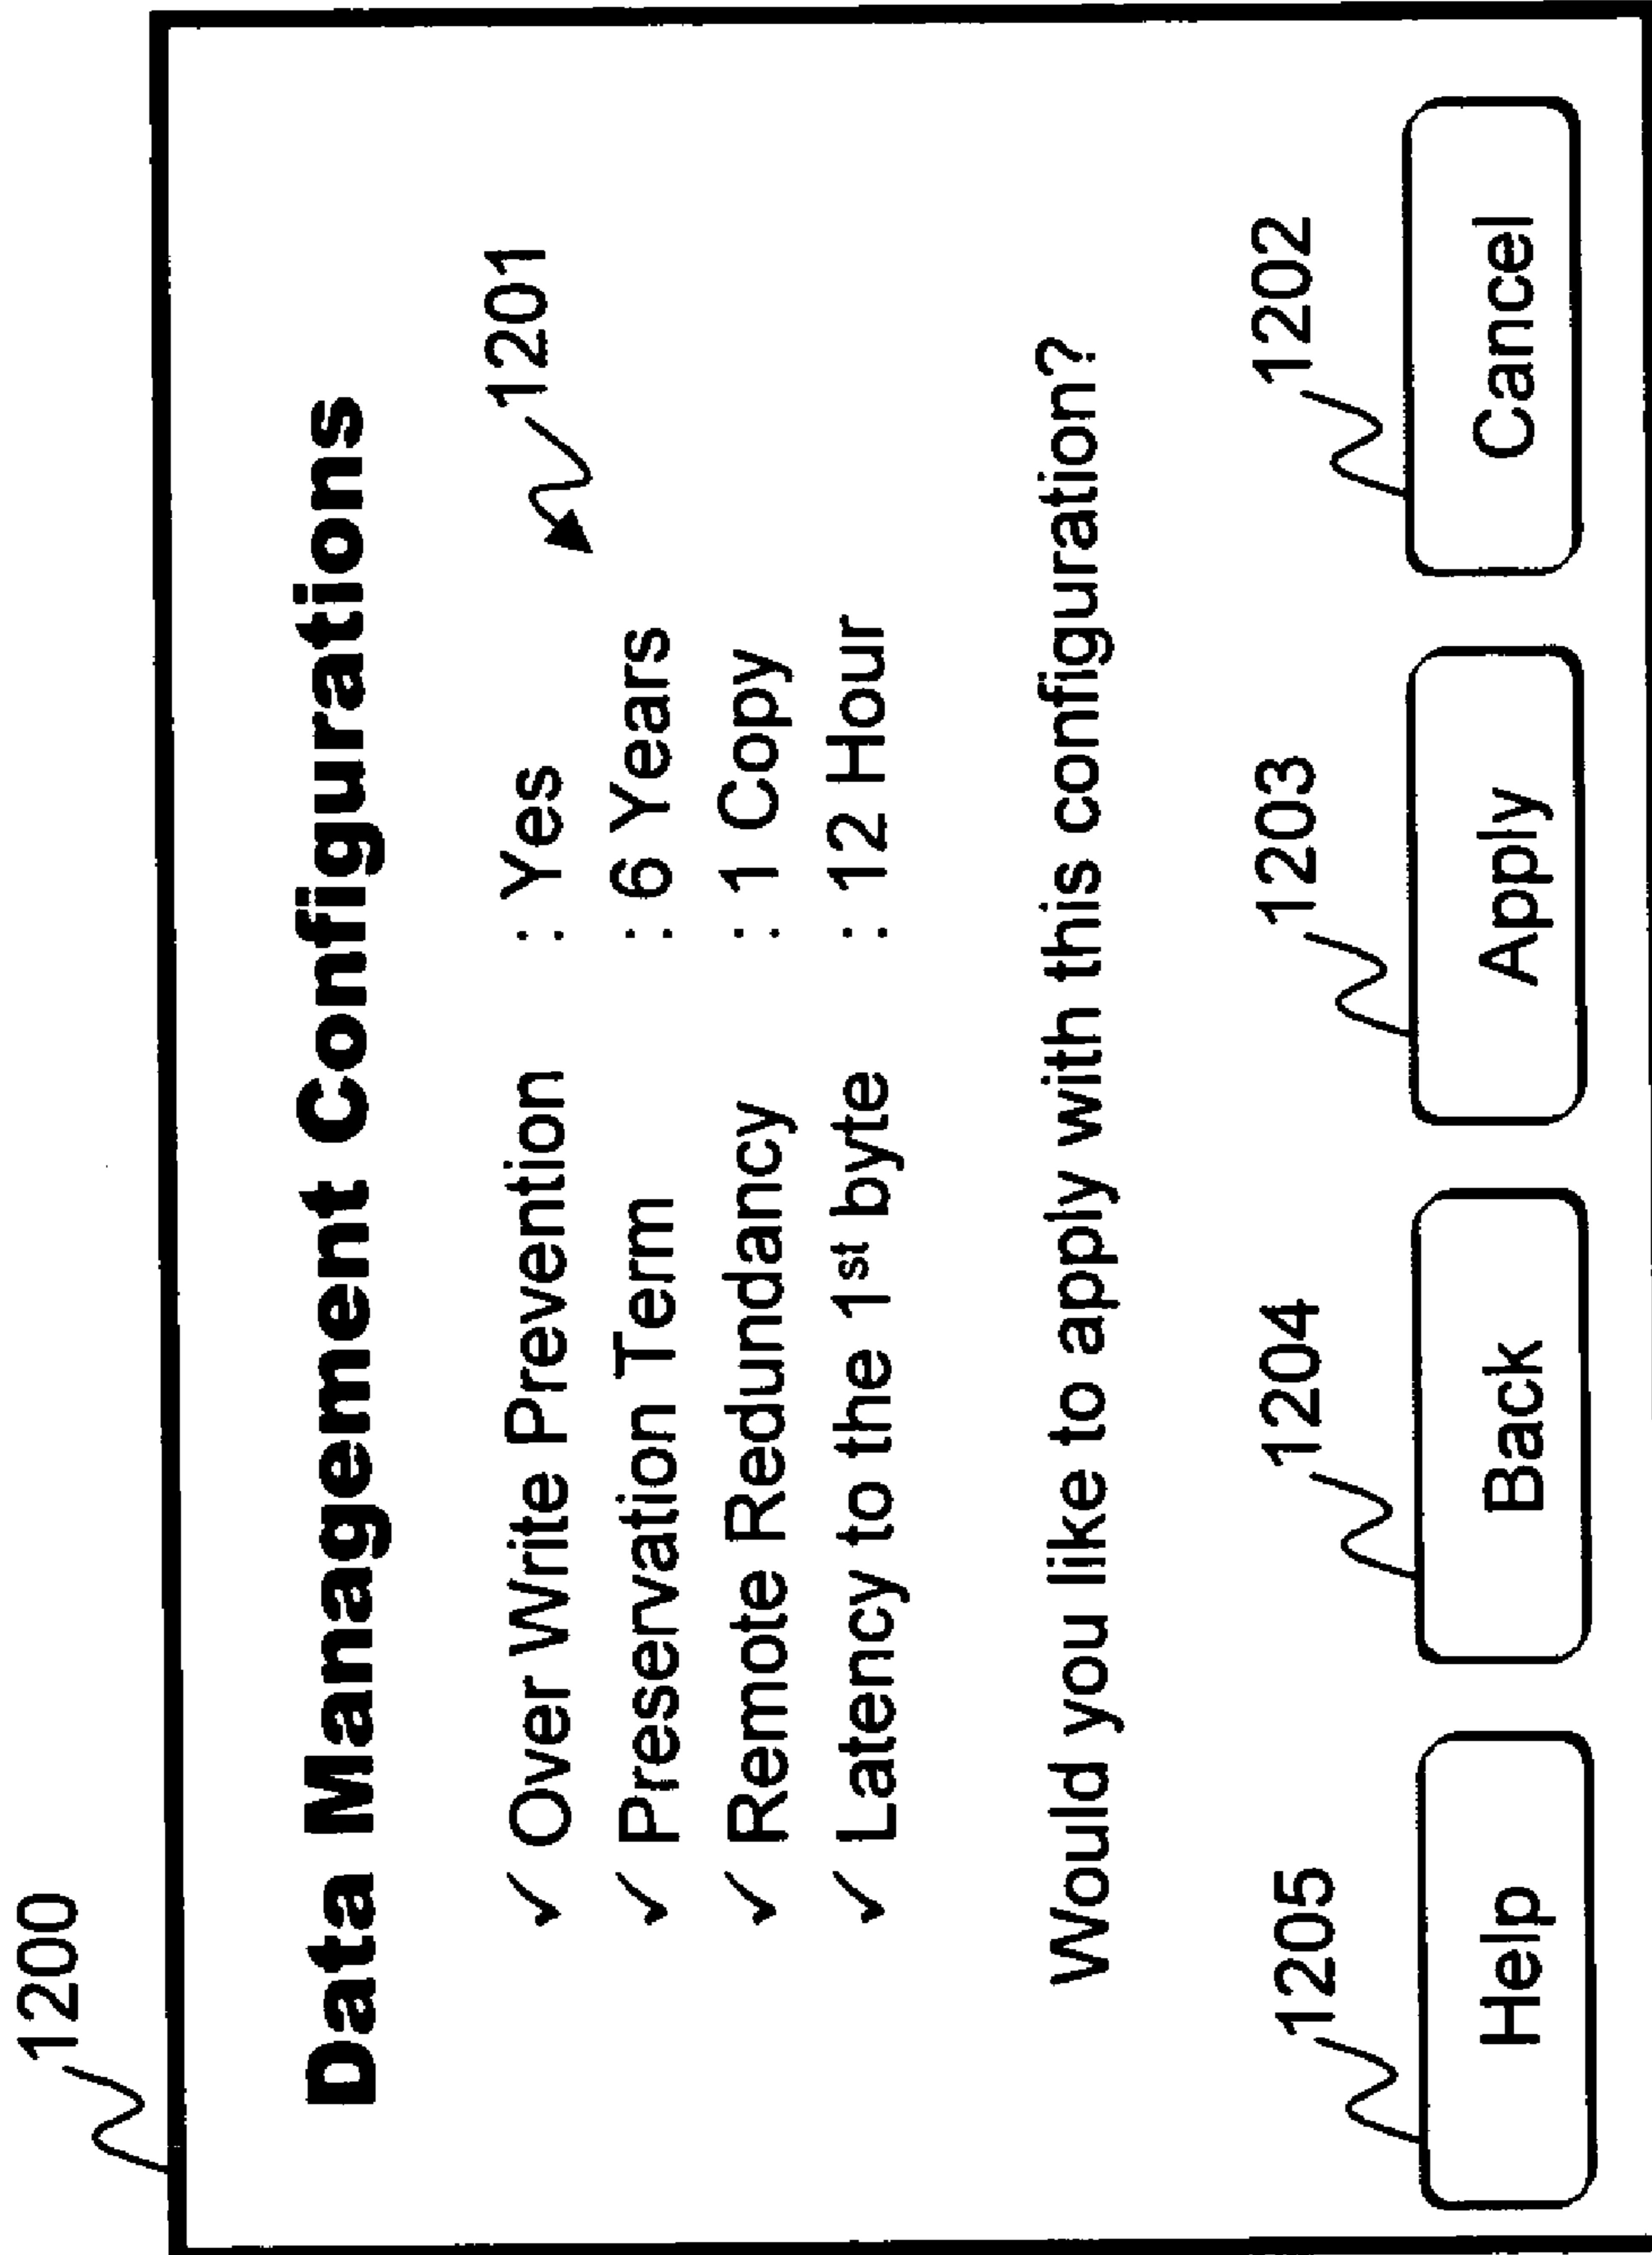 1200
Data Management Configurations
1201
✓ Over Write Prevention : Yes
✓ Preservation Term : 6 Years
✓ Remote Redundancy : 1 Copy
✓ Latency to the 1st byte : 12 Hour
Would you like to apply with this configuration?
1205 1204 1203 1202
Help Back Apply Cancel